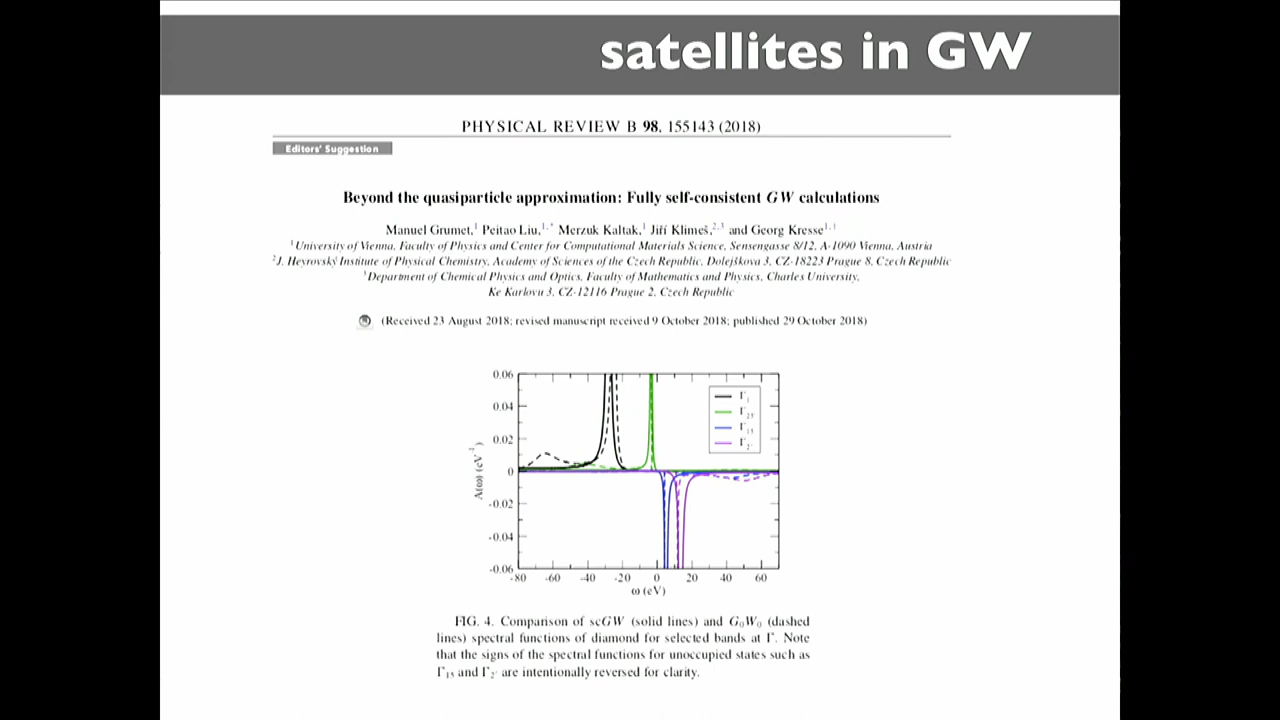 satellites in GW
PHYSICAL REVIEW B 98, 155143 (2018)
Editors' Suggestion
Beyond the quasiparticle approximation: Fully self-consistent GW calculations
Manuel Grumet,¹ Peitao Liu,¹,* Merzuk Kaltak,¹ Jiří Klimeš,²,³ and Georg Kresse¹,†
¹University of Vienna, Faculty of Physics and Center for Computational Materials Science, Sensengasse 8/12, A-1090 Vienna, Austria
²J. Heyrovský Institute of Physical Chemistry, Academy of Sciences of the Czech Republic, Dolejškova 3, CZ-18223 Prague 8, Czech Republic
³Department of Chemical Physics and Optics, Faculty of Mathematics and Physics, Charles University,
Ke Karlovu 3, CZ-12116 Prague 2, Czech Republic
(Received 23 August 2018; revised manuscript received 9 October 2018; published 29 October 2018)
0.06
0.04
0.02
0
-0.02
-0.04
-0.06
A(ω) (eV⁻¹)
Γ₁
Γ₂₅'
Γ₁₅
Γ₂'
-80 -60 -40 -20 0 20 40 60
ω (eV)
FIG. 4. Comparison of scGW (solid lines) and G₀W₀ (dashed
lines) spectral functions of diamond for selected bands at Γ. Note
that the signs of the spectral functions for unoccupied states such as
Γ₁₅ and Γ₂' are intentionally reversed for clarity.